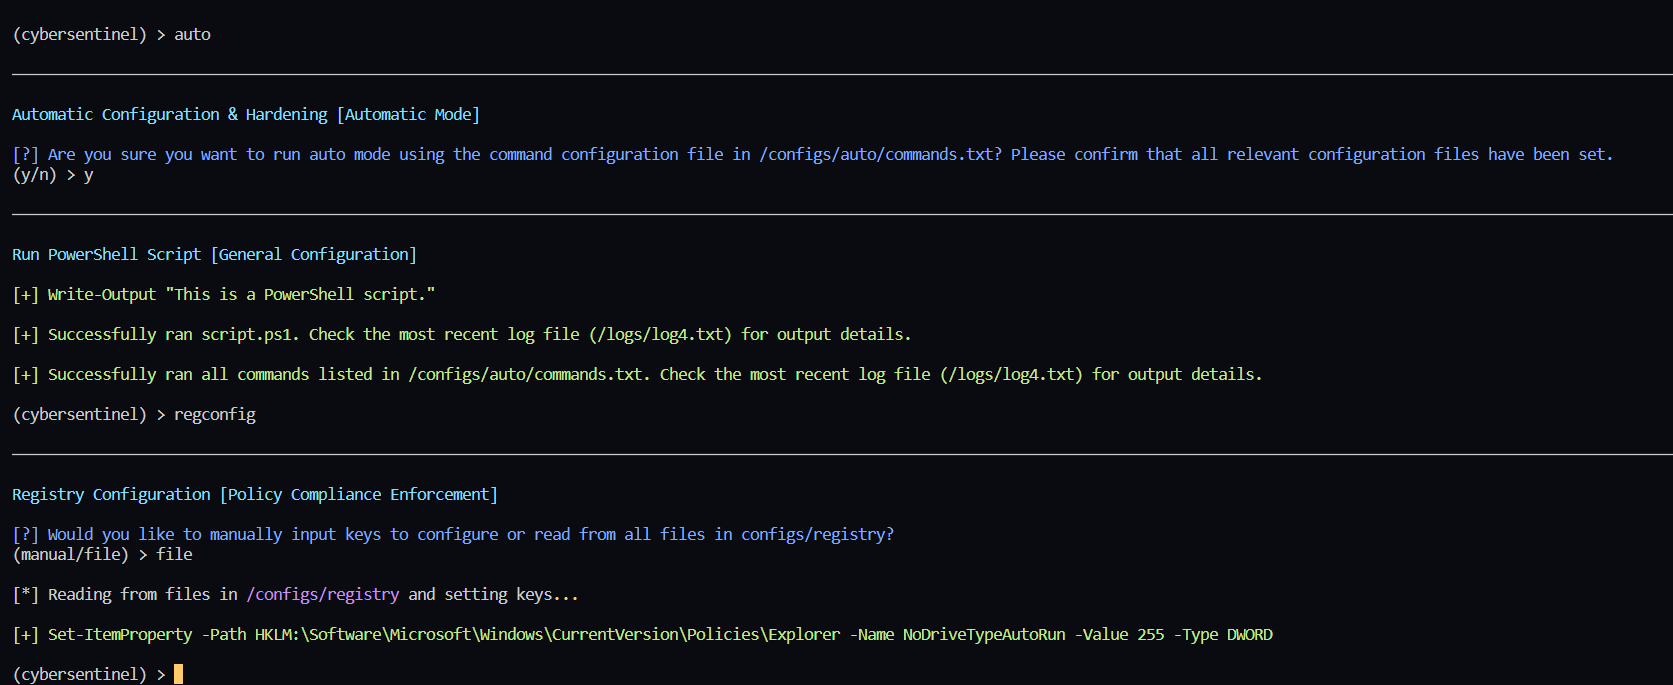 (cybersentinel) > auto
Automatic Configuration & Hardening [Automatic Mode]
[?] Are you sure you want to run auto mode using the command configuration file in /configs/auto/commands.txt? Please confirm that all relevant configuration files have been set.
(y/n) > y
Run PowerShell Script [General Configuration]
[+] Write-Output "This is a PowerShell script."
[+] Successfully ran script.ps1. Check the most recent log file (/logs/log4.txt) for output details.
[+] Successfully ran all commands listed in /configs/auto/commands.txt. Check the most recent log file (/logs/log4.txt) for output details.
(cybersentinel) > regconfig
Registry Configuration [Policy Compliance Enforcement]
[?] Would you like to manually input keys to configure or read from all files in configs/registry?
(manual/file) > file
[*] Reading from files in /configs/registry and setting keys...
[+] Set-ItemProperty -Path HKLM:\Software\Microsoft\Windows\CurrentVersion\Policies\Explorer -Name NoDriveTypeAutoRun -Value 255 -Type DWORD
(cybersentinel) >